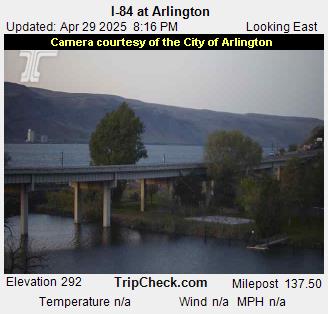 I-84 at Arlington
Updated: Apr 29 2025 8:16 PM Looking East
Camera courtesy of the City of Arlington
Elevation 292 TripCheck.com Milepost 137.50
Temperature n/a Wind n/a MPH n/a